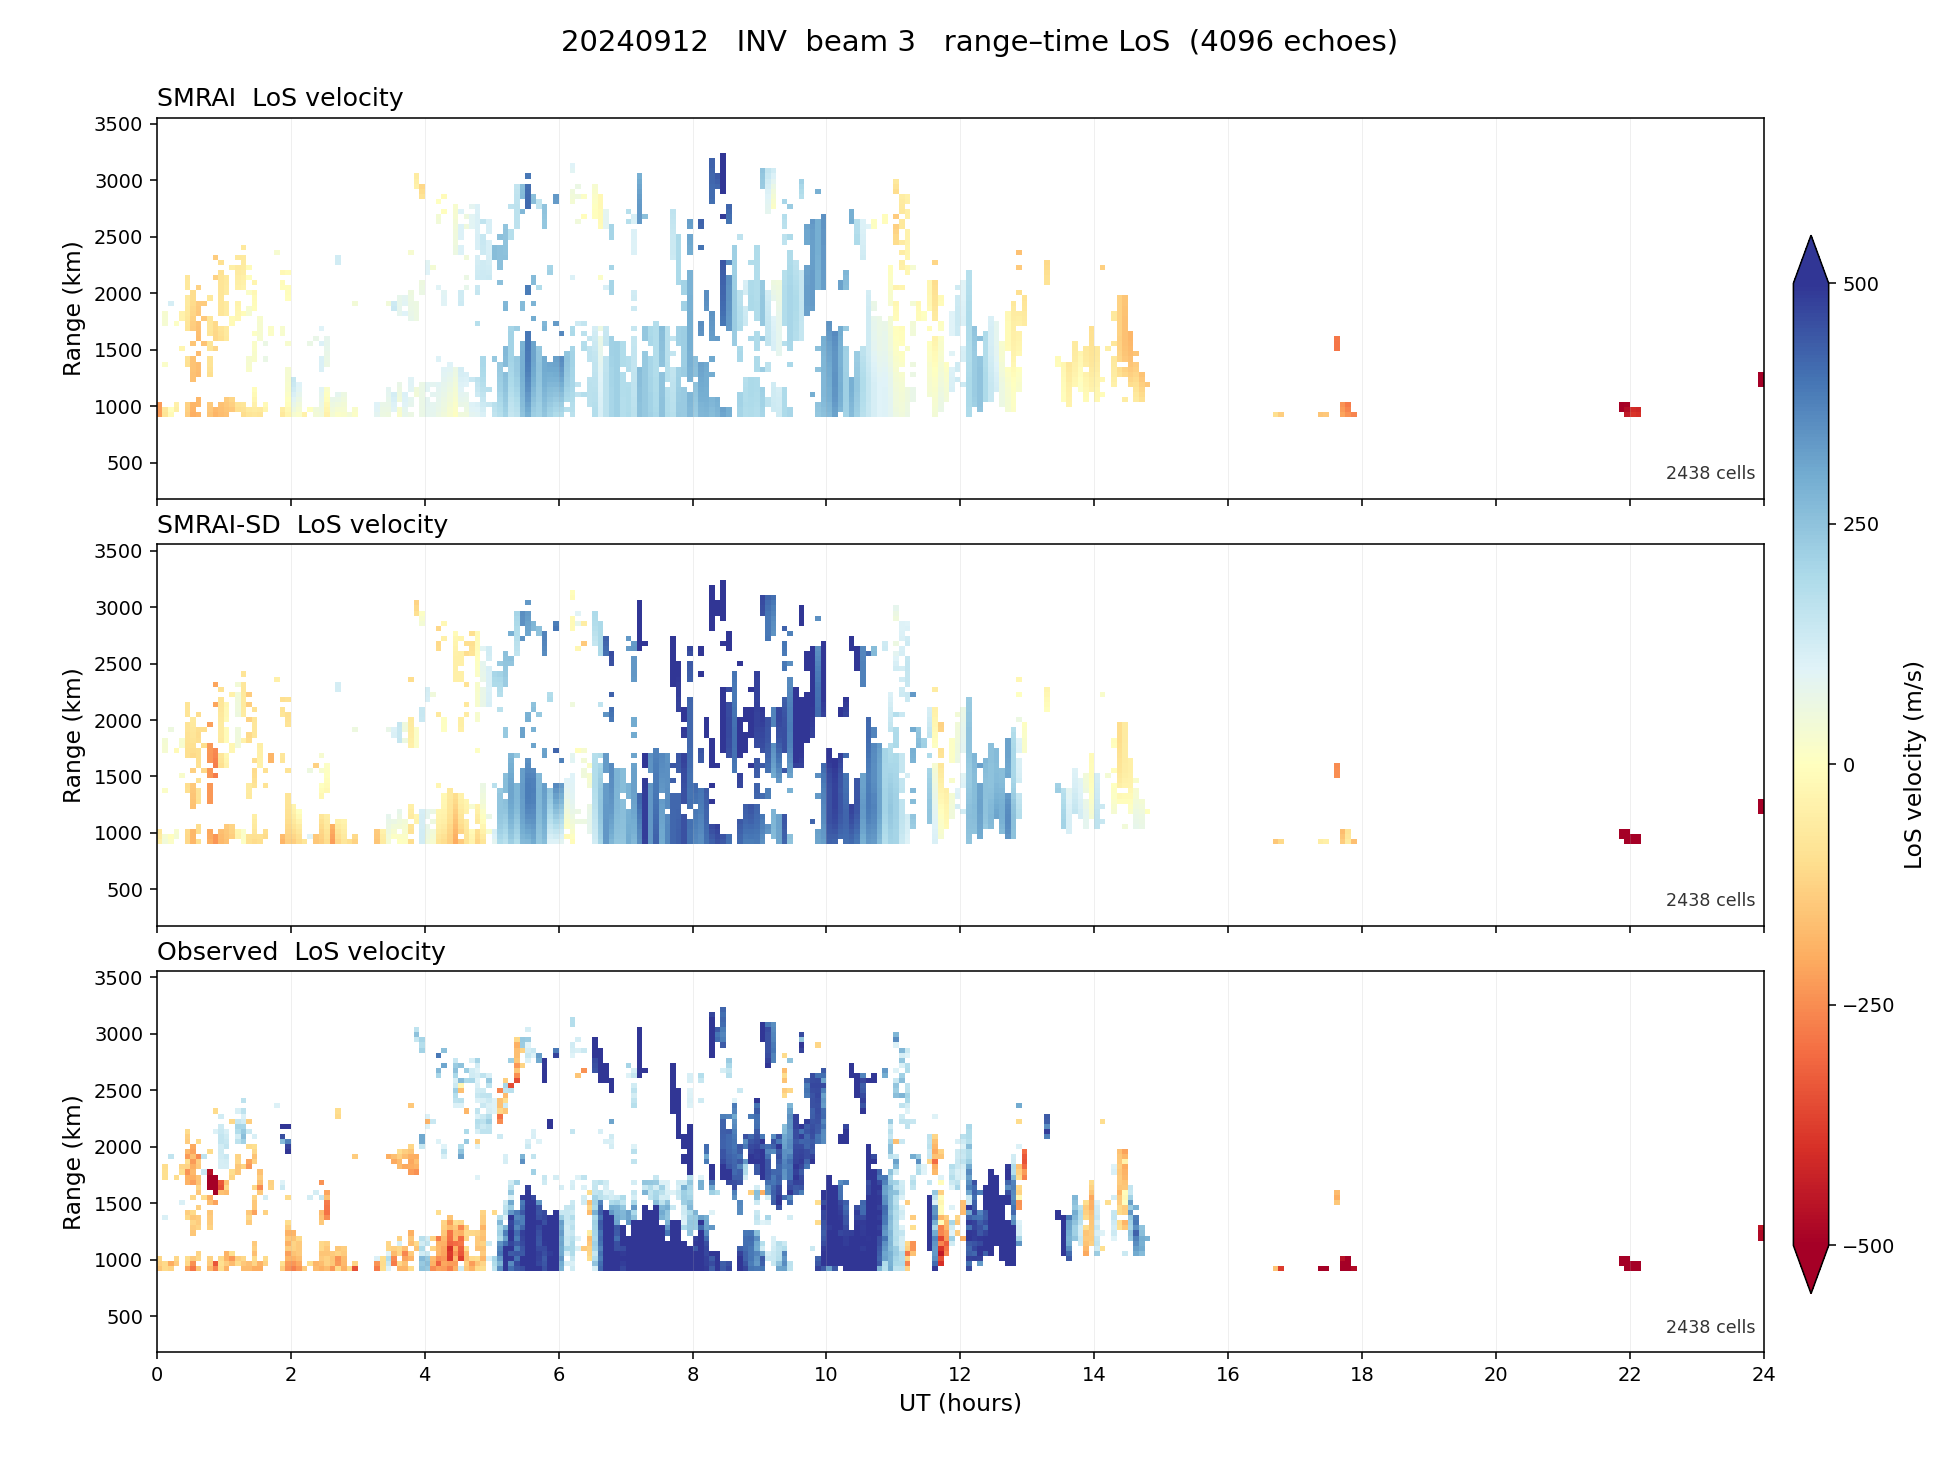 20240912   INV  beam 3   range–time LoS  (4096 echoes)
SMRAI  LoS velocity
3500
3000
2500
2000
1500
1000
500
Range (km)
2438 cells
SMRAI-SD  LoS velocity
3500
3000
2500
2000
1500
1000
500
Range (km)
2438 cells
Observed  LoS velocity
3500
3000
2500
2000
1500
1000
500
Range (km)
2438 cells
0 2 4 6 8 10 12 14 16 18 20 22 24
UT (hours)
500
250
0
−250
−500
LoS velocity (m/s)